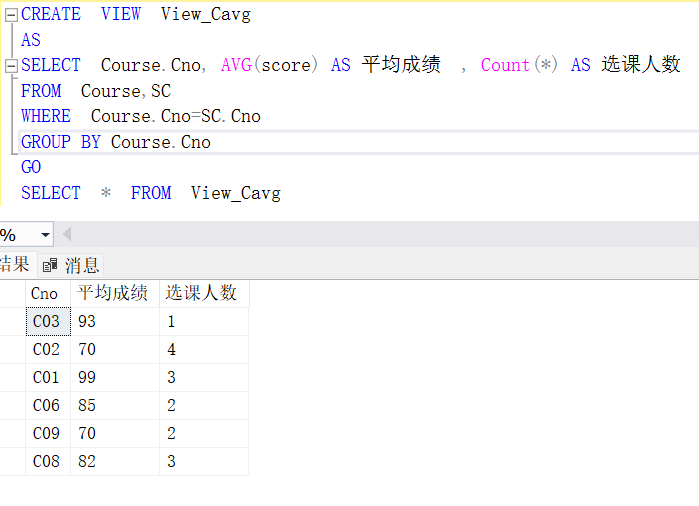 CREATE VIEW View_Cavg
AS
SELECT Course.Cno, AVG(score) AS 平均成绩 , Count(*) AS 选课人数
FROM Course,SC
WHERE Course.Cno=SC.Cno
GROUP BY Course.Cno
GO
SELECT * FROM View_Cavg
%
结果 消息
Cno 平均成绩 选课人数
C03 93 1
C02 70 4
C01 99 3
C06 85 2
C09 70 2
C08 82 3